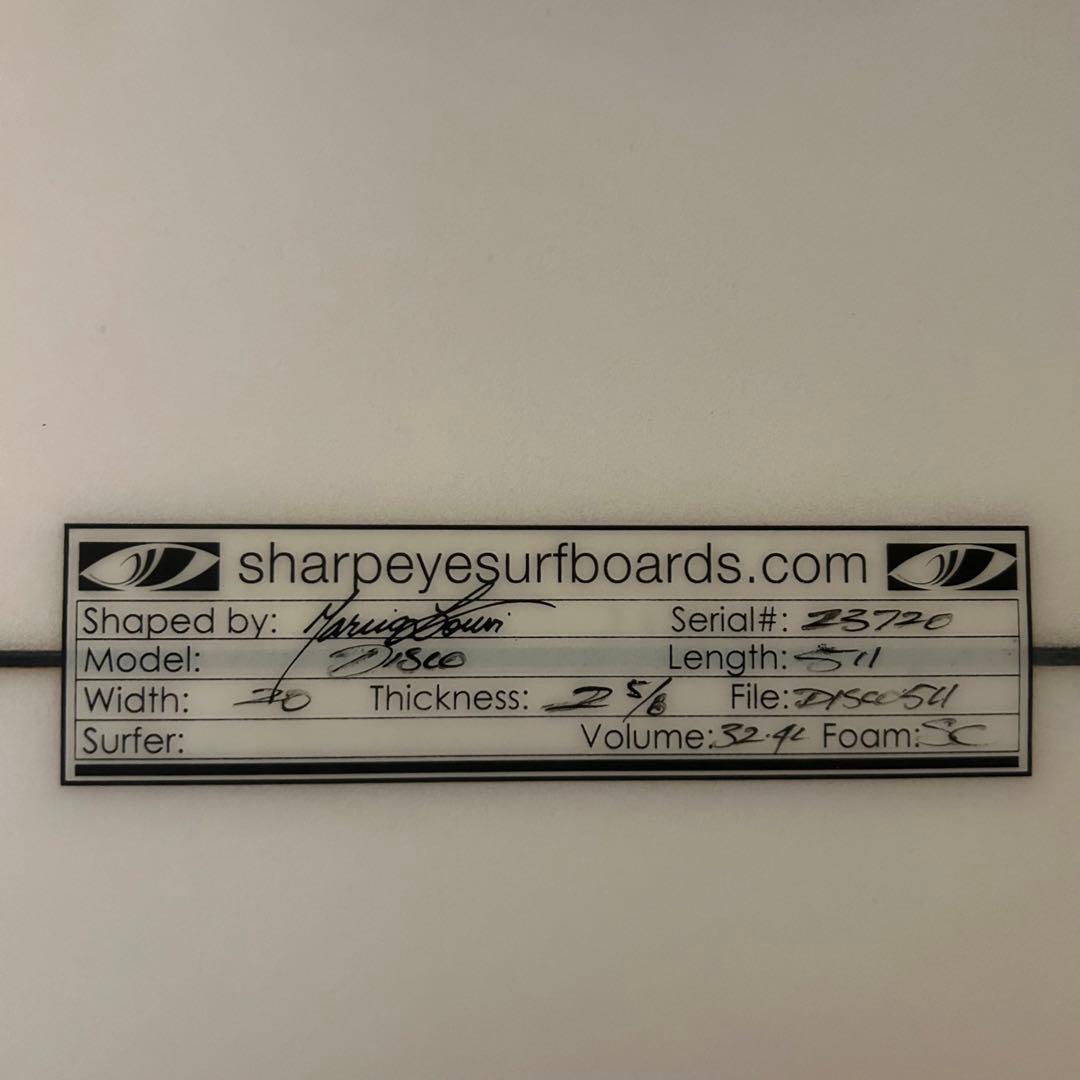 sharpeyesurfboards.com
Shaped by: Marcio Zouvi Serial#: 23720
Model: Disco Length: 5 11
Width: 20 Thickness: 2 5/8 File: DISCO511
Surfer: Volume: 32.4L Foam: SC